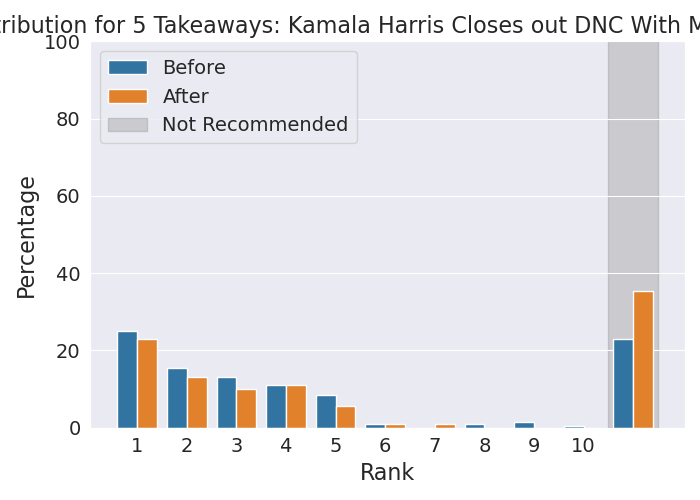 tribution for 5 Takeaways: Kamala Harris Closes out DNC With M
100
80
60
40
20
0
Percentage
Before
After
Not Recommended
1 2 3 4 5 6 7 8 9 10
Rank